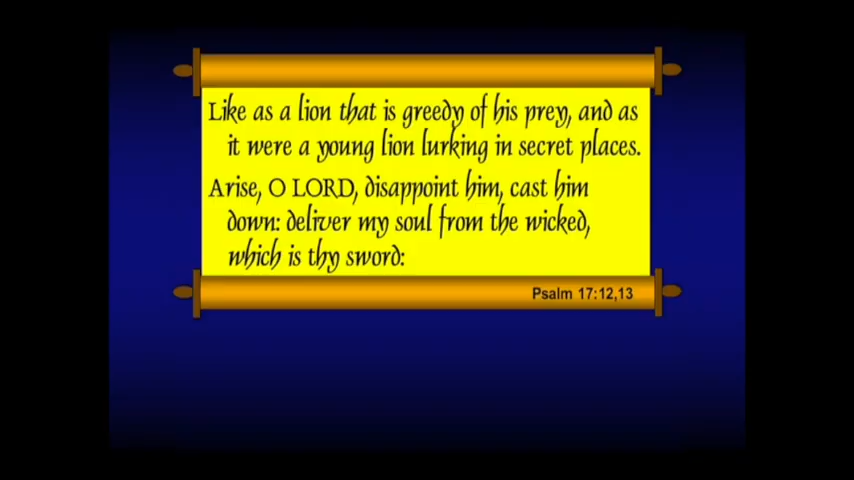 Like as a lion that is greedy of his prey, and as
it were a young lion lurking in secret places.
Arise, O LORD, disappoint him, cast him
down: deliver my soul from the wicked,
which is thy sword:
Psalm 17:12,13